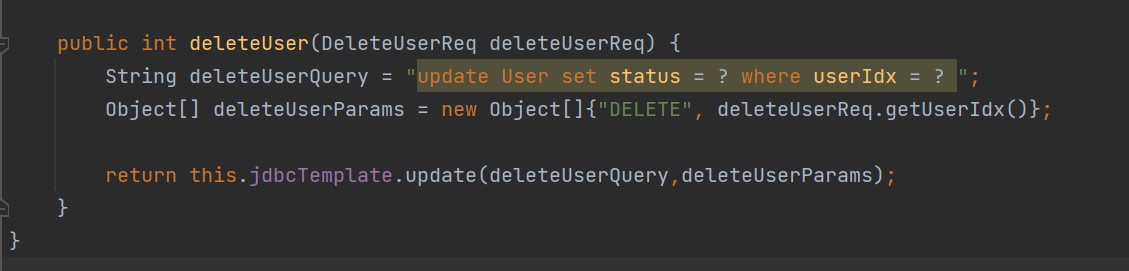 public int deleteUser(DeleteUserReq deleteUserReq) {
String deleteUserQuery = "update User set status = ? where userIdx = ? ";
Object[] deleteUserParams = new Object[]{"DELETE", deleteUserReq.getUserIdx()};
return this.jdbcTemplate.update(deleteUserQuery,deleteUserParams);
}
}